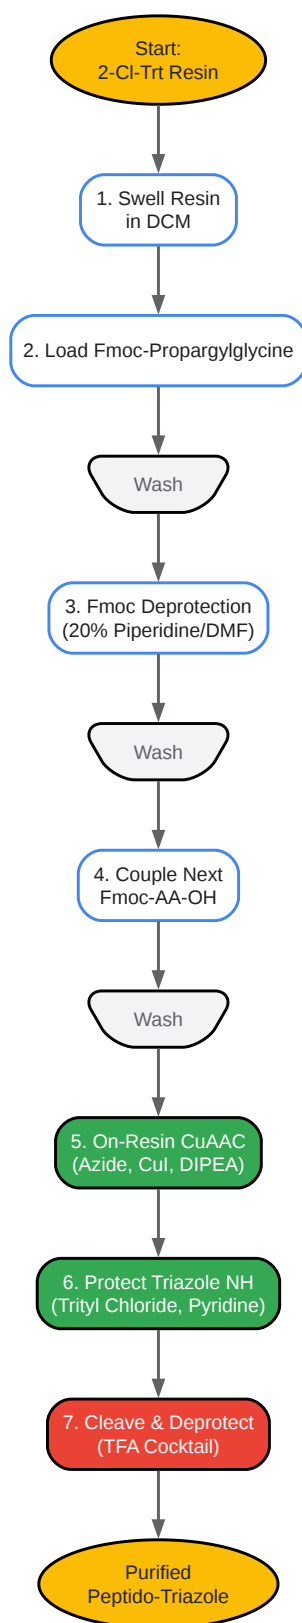 Start:
2-Cl-Trt Resin
1. Swell Resin
in DCM
2. Load Fmoc-Propargylglycine
Wash
3. Fmoc Deprotection
(20% Piperidine/DMF)
Wash
4. Couple Next
Fmoc-AA-OH
Wash
5. On-Resin CuAAC
(Azide, CuI, DIPEA)
6. Protect Triazole NH
(Trityl Chloride, Pyridine)
7. Cleave & Deprotect
(TFA Cocktail)
Purified
Peptido-Triazole